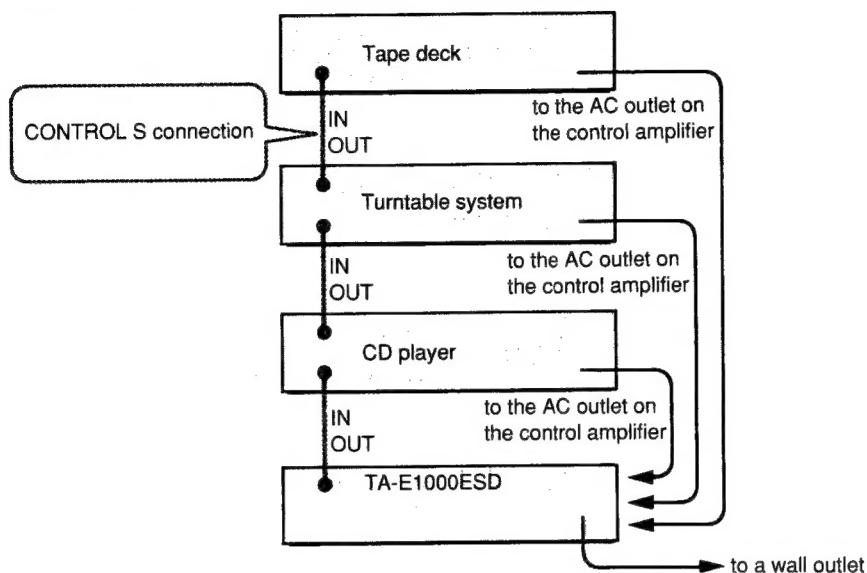 Tape deck
to the AC outlet on
the control amplifier
CONTROL S connection
IN
OUT
Turntable system
to the AC outlet on
the control amplifier
IN
OUT
CD player
to the AC outlet on
the control amplifier
IN
OUT
TA-E1000ESD
to a wall outlet